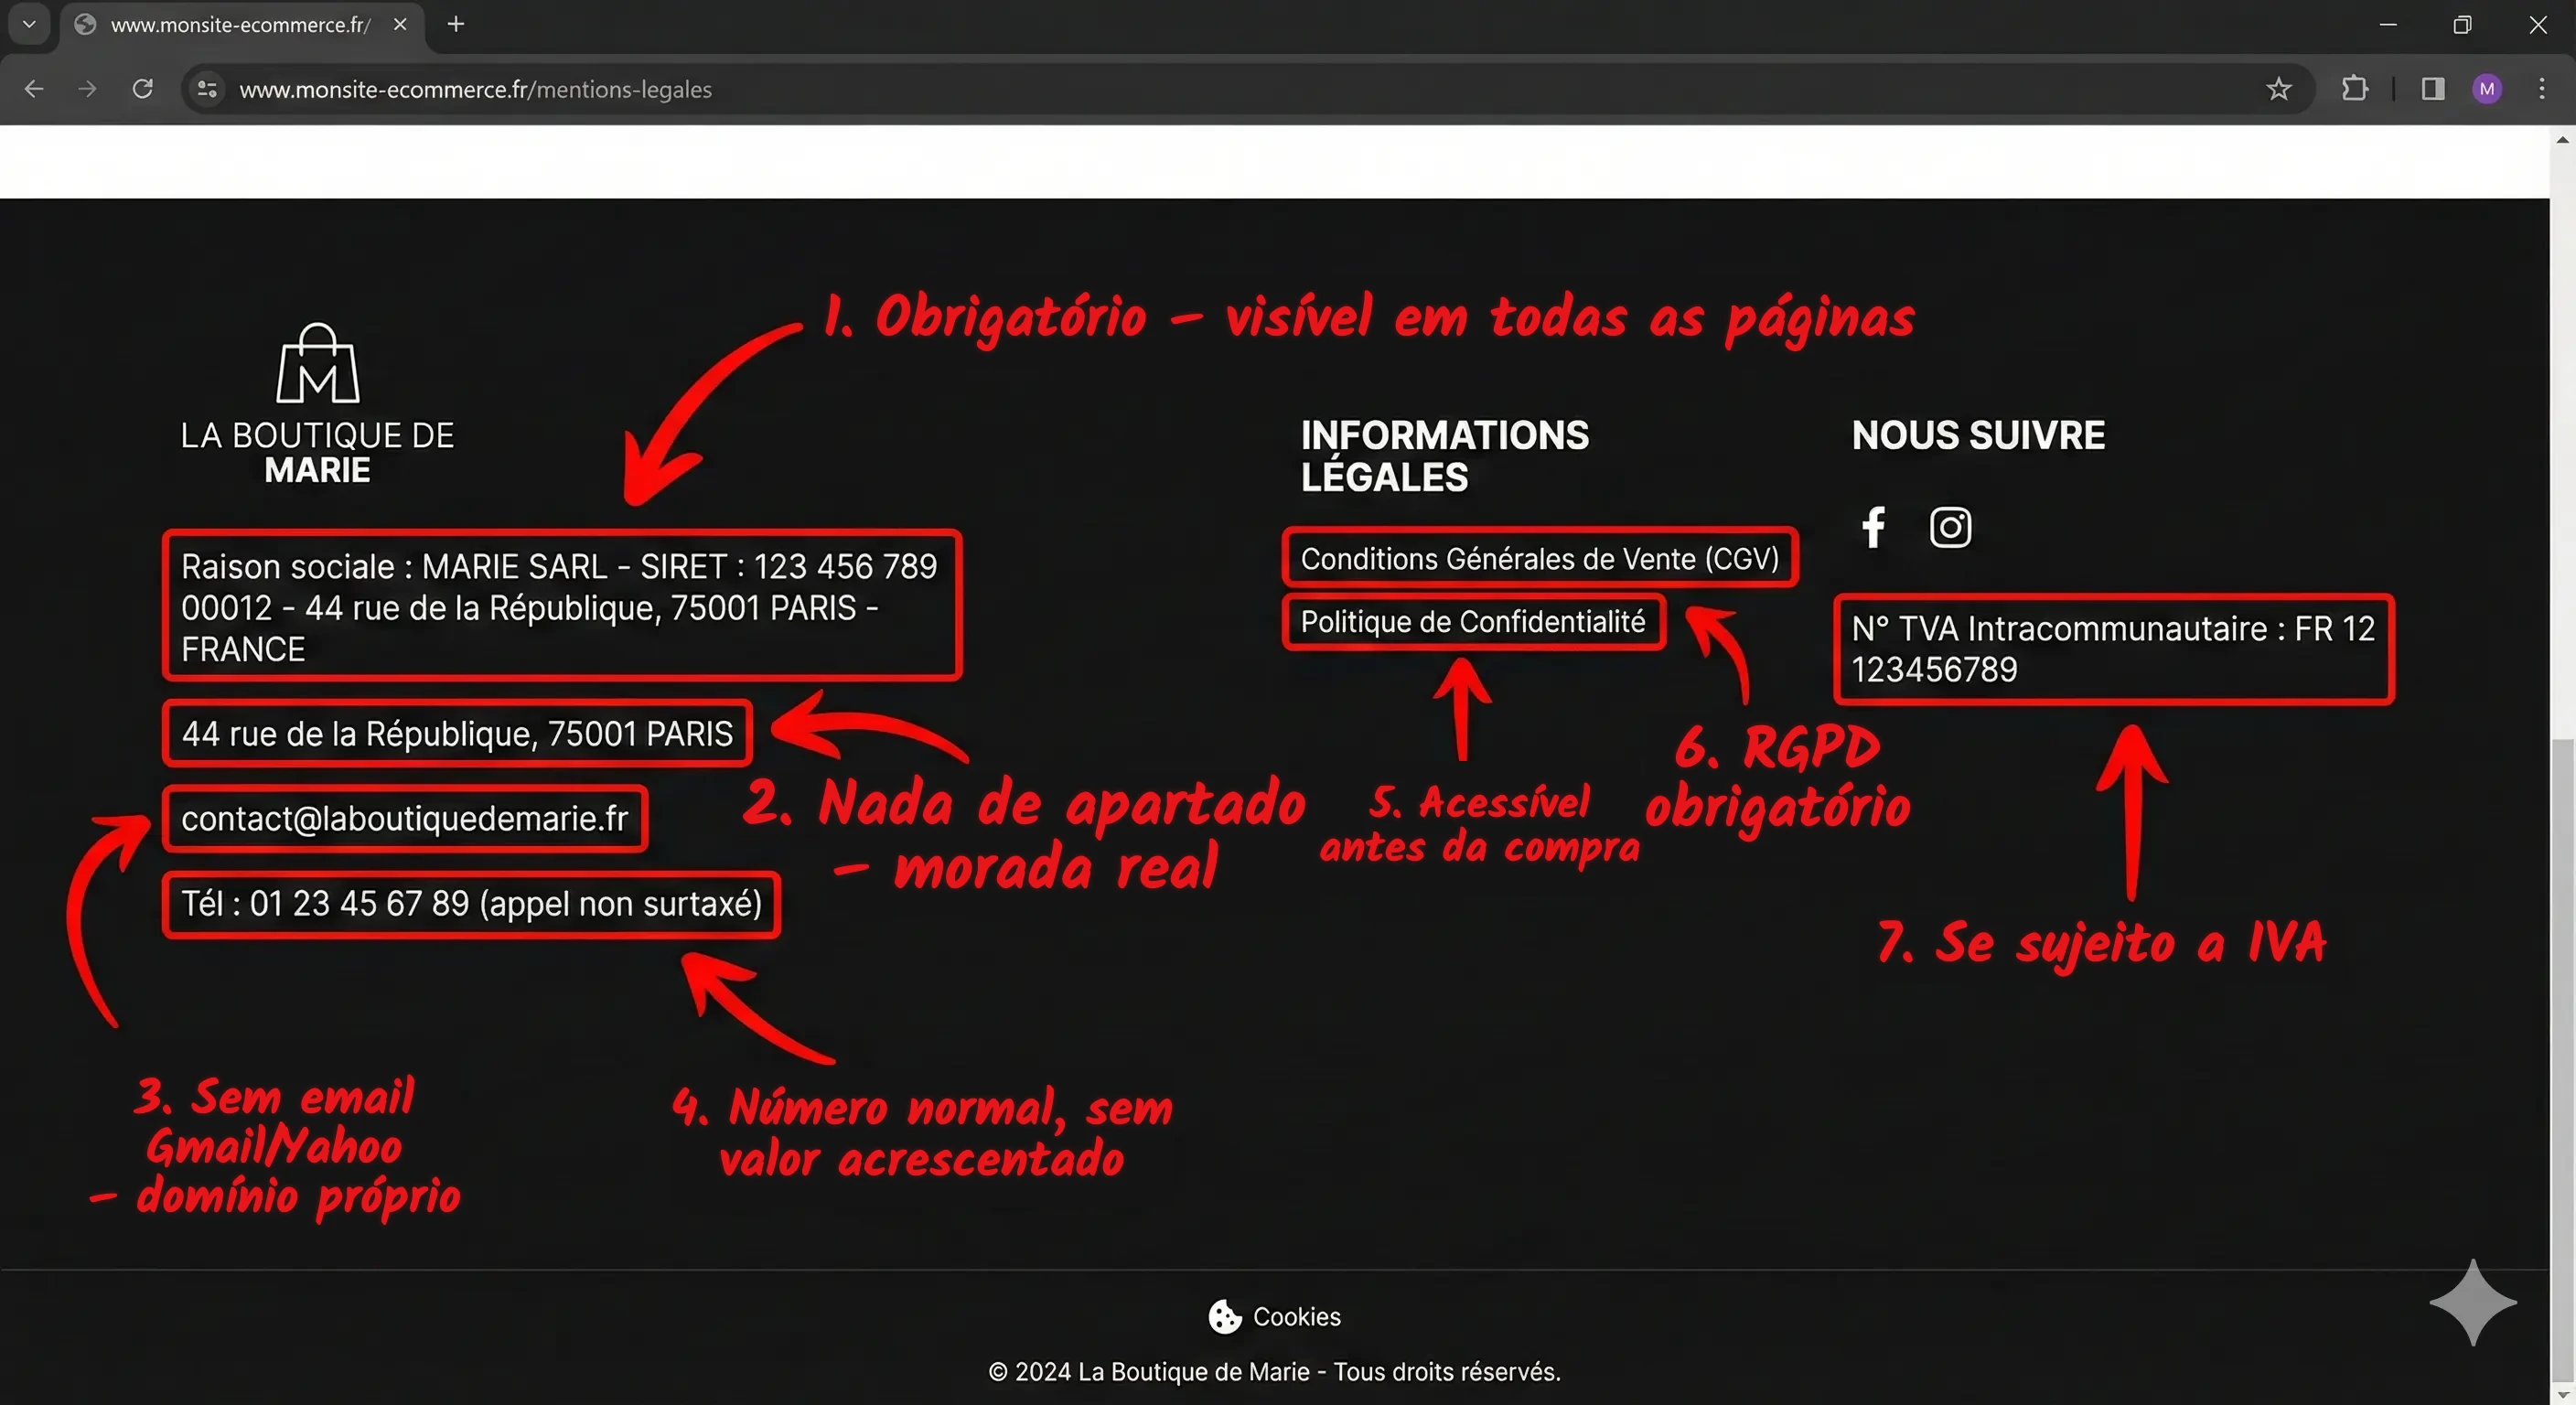 www.monsite-ecommerce.fr/
www.monsite-ecommerce.fr/mentions-legales
M
1. Obrigatório – visível em todas as páginas
M
LA BOUTIQUE DE
MARIE
Raison sociale : MARIE SARL - SIRET : 123 456 789
00012 - 44 rue de la République, 75001 PARIS -
FRANCE
44 rue de la République, 75001 PARIS
contact@laboutiquedemarie.fr
Tél : 01 23 45 67 89 (appel non surtaxé)
2. Nada de apartado
– morada real
3. Sem email
Gmail/Yahoo
– domínio próprio
4. Número normal, sem
valor acrescentado
INFORMATIONS
LÉGALES
Conditions Générales de Vente (CGV)
Politique de Confidentialité
5. Acessível
antes da compra
6. RGPD
obrigatório
NOUS SUIVRE
N° TVA Intracommunautaire : FR 12
123456789
7. Se sujeito a IVA
Cookies
© 2024 La Boutique de Marie - Tous droits réservés.